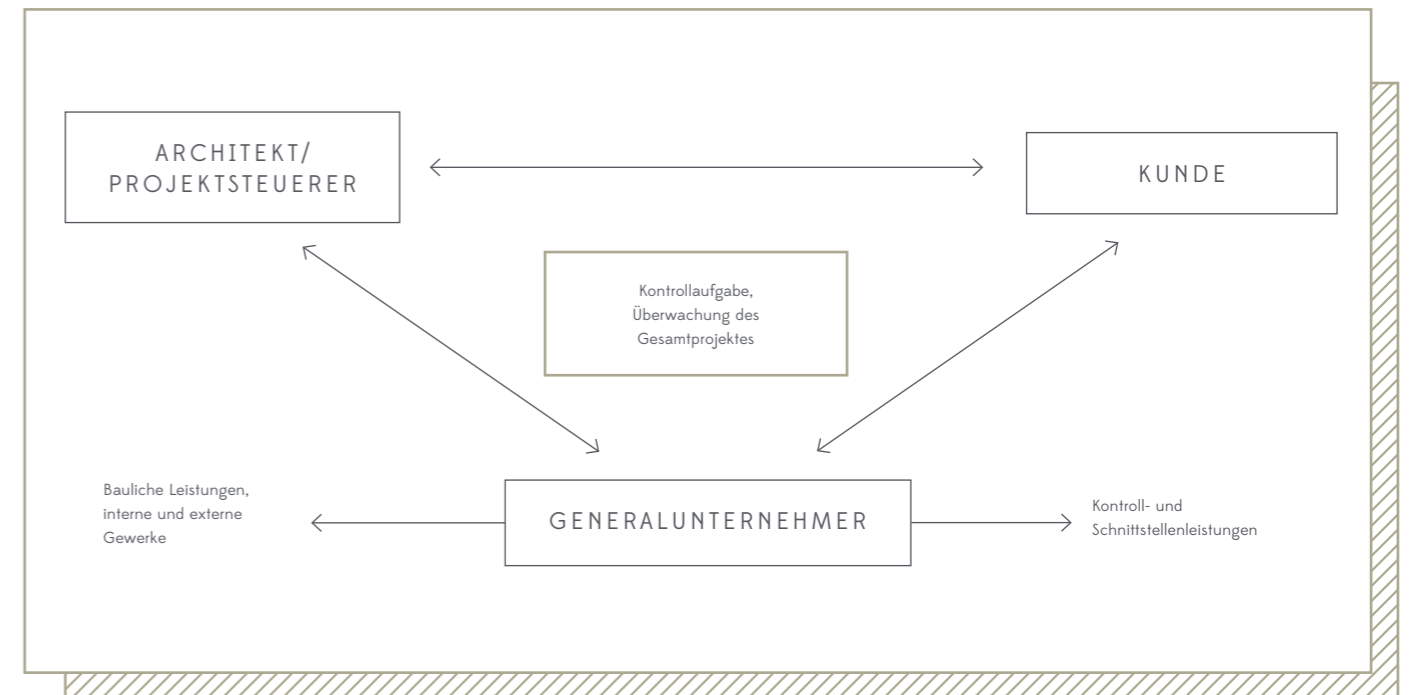 ARCHITEKT/
PROJEKTSTEUERER
KUNDE
Kontrollaufgabe,
Überwachung des
Gesamtprojektes
Bauliche Leistungen,
interne und externe
Gewerke
GENERALUNTERNEHMER
Kontroll- und
Schnittstellenleistungen